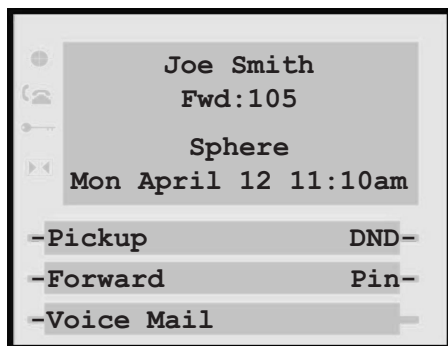 Joe Smith
Fwd:105
Sphere
Mon April 12 11:10am
-Pickup DND-
-Forward Pin-
-Voice Mail